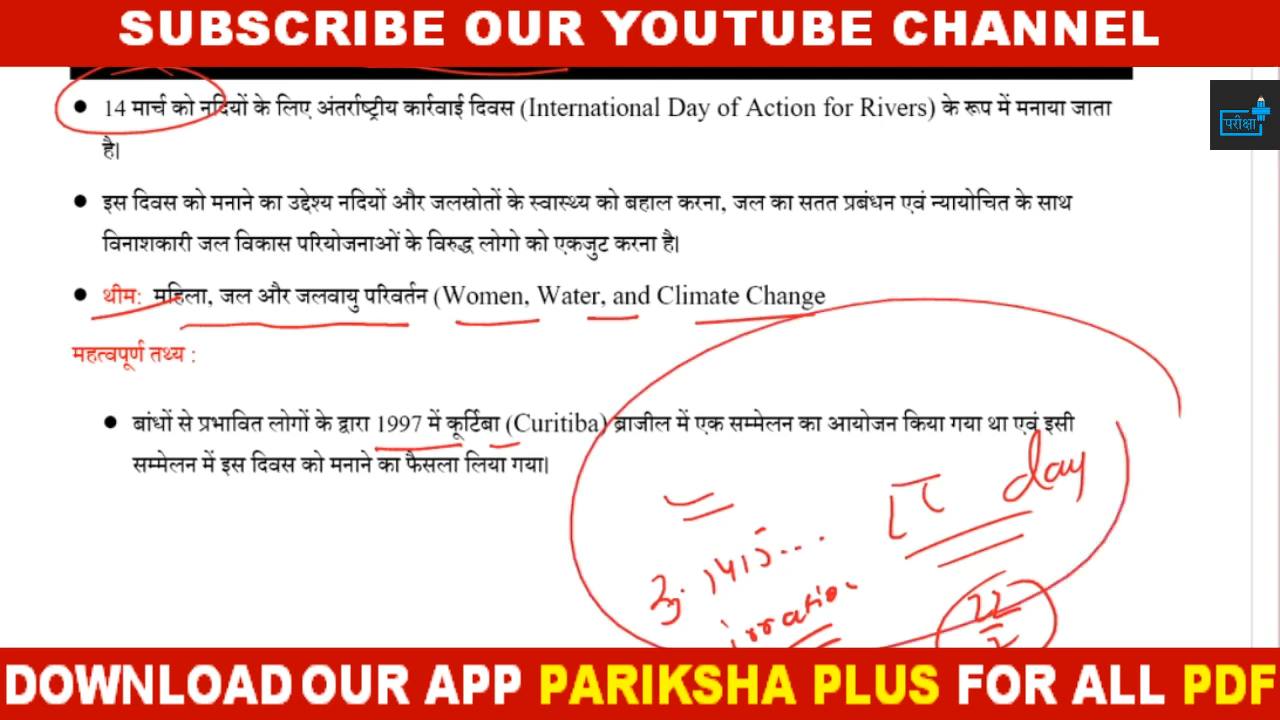 SUBSCRIBE OUR YOUTUBE CHANNEL
परीक्षा
● 14 मार्च को नदियों के लिए अंतर्राष्ट्रीय कार्रवाई दिवस (International Day of Action for Rivers) के रूप में मनाया जाता
है।
● इस दिवस को मनाने का उद्देश्य नदियों और जलस्रोतों के स्वास्थ्य को बहाल करना, जल का सतत प्रबंधन एवं न्यायोचित के साथ
विनाशकारी जल विकास परियोजनाओं के विरुद्ध लोगो को एकजुट करना है।
● थीम: महिला, जल और जलवायु परिवर्तन (Women, Water, and Climate Change
महत्वपूर्ण तथ्य :
● बांधों से प्रभावित लोगों के द्वारा 1997 में कूर्टिबा (Curitiba) ब्राजील में एक सम्मेलन का आयोजन किया गया था एवं इसी
सम्मेलन में इस दिवस को मनाने का फैसला लिया गया।
π day
3.1415...
irratio
22
DOWNLOAD OUR APP PARIKSHA PLUS FOR ALL PDF